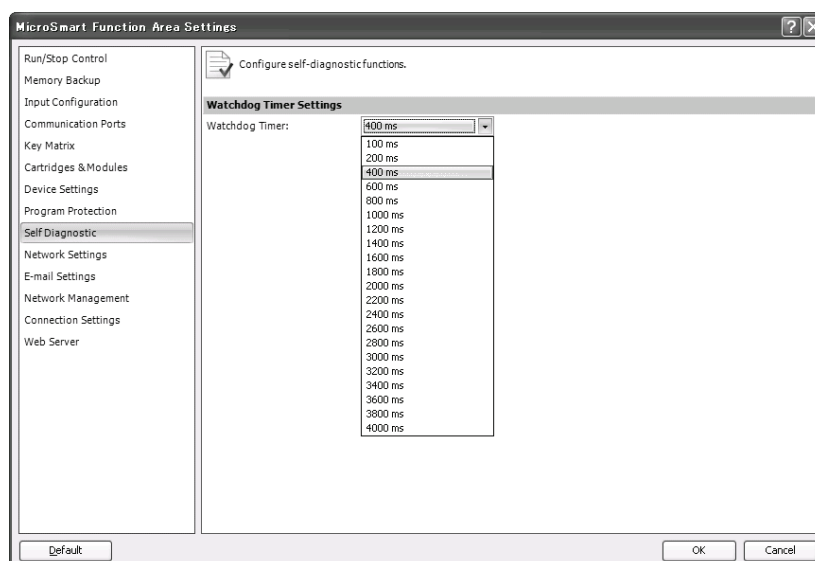 MicroSmart Function Area Settings
Run/Stop Control
Memory Backup
Input Configuration
Communication Ports
Key Matrix
Cartridges & Modules
Device Settings
Program Protection
Self Diagnostic
Network Settings
E-mail Settings
Network Management
Connection Settings
Web Server
Configure self-diagnostic functions.
Watchdog Timer Settings
Watchdog Timer: 400 ms
100 ms
200 ms
400 ms
600 ms
800 ms
1000 ms
1200 ms
1400 ms
1600 ms
1800 ms
2000 ms
2200 ms
2400 ms
2600 ms
2800 ms
3000 ms
3200 ms
3400 ms
3600 ms
3800 ms
4000 ms
Default OK Cancel